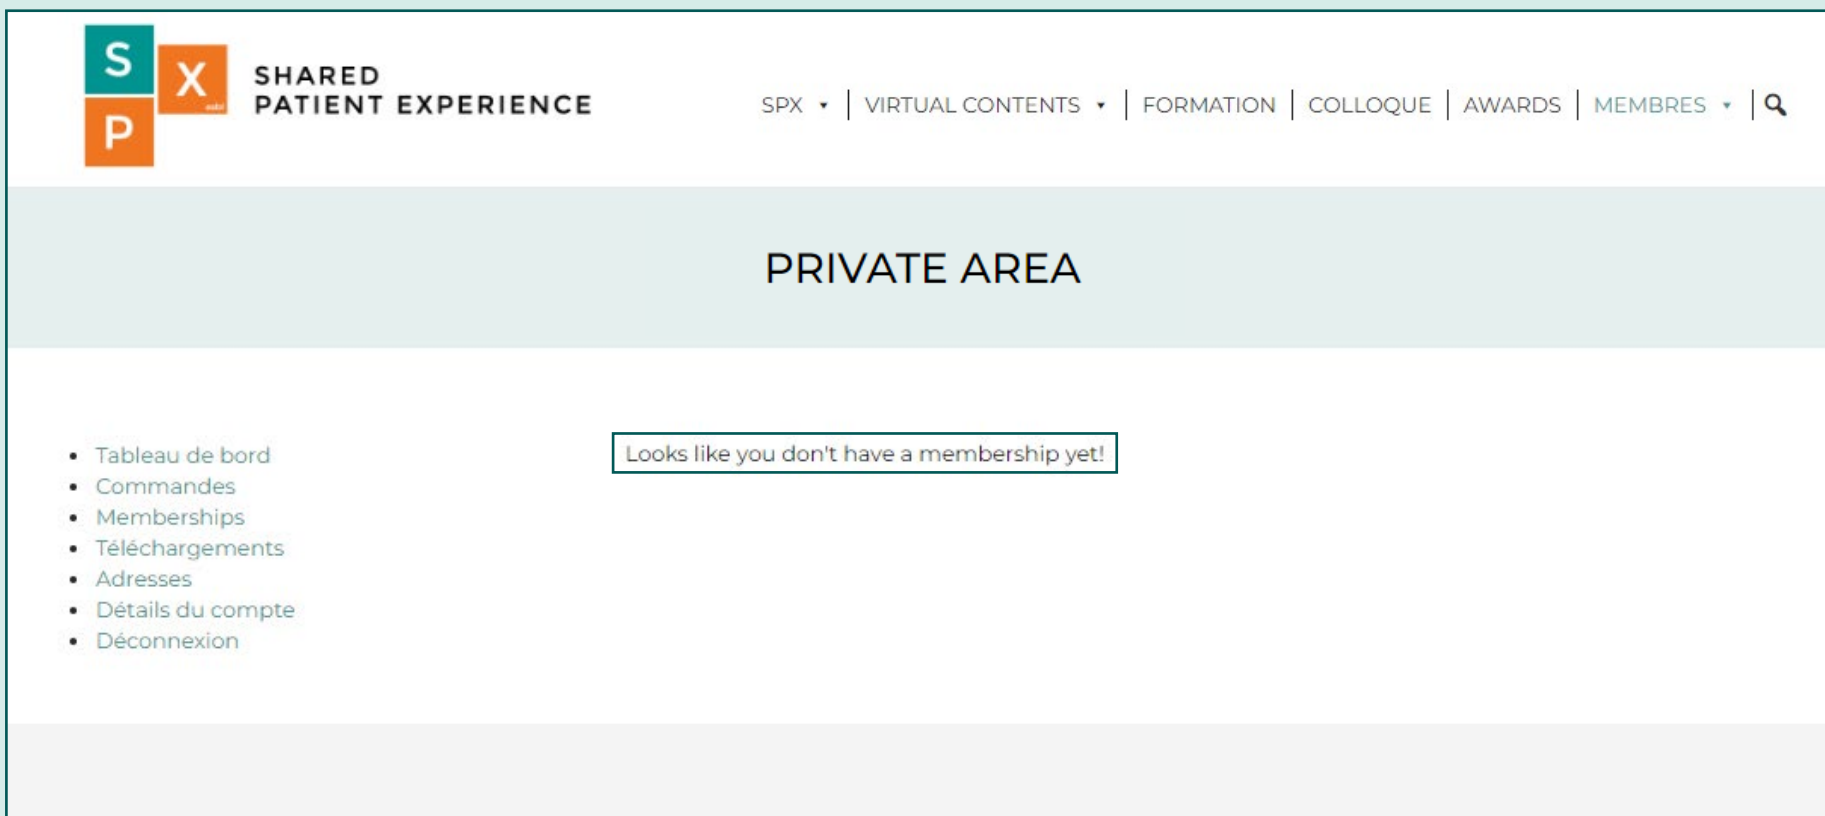 S
X
asbl
P
SHARED
PATIENT EXPERIENCE
SPX VIRTUAL CONTENTS FORMATION COLLOQUE AWARDS MEMBRES
PRIVATE AREA
Tableau de bord
Commandes
Memberships
Téléchargements
Adresses
Détails du compte
Déconnexion
Looks like you don't have a membership yet!